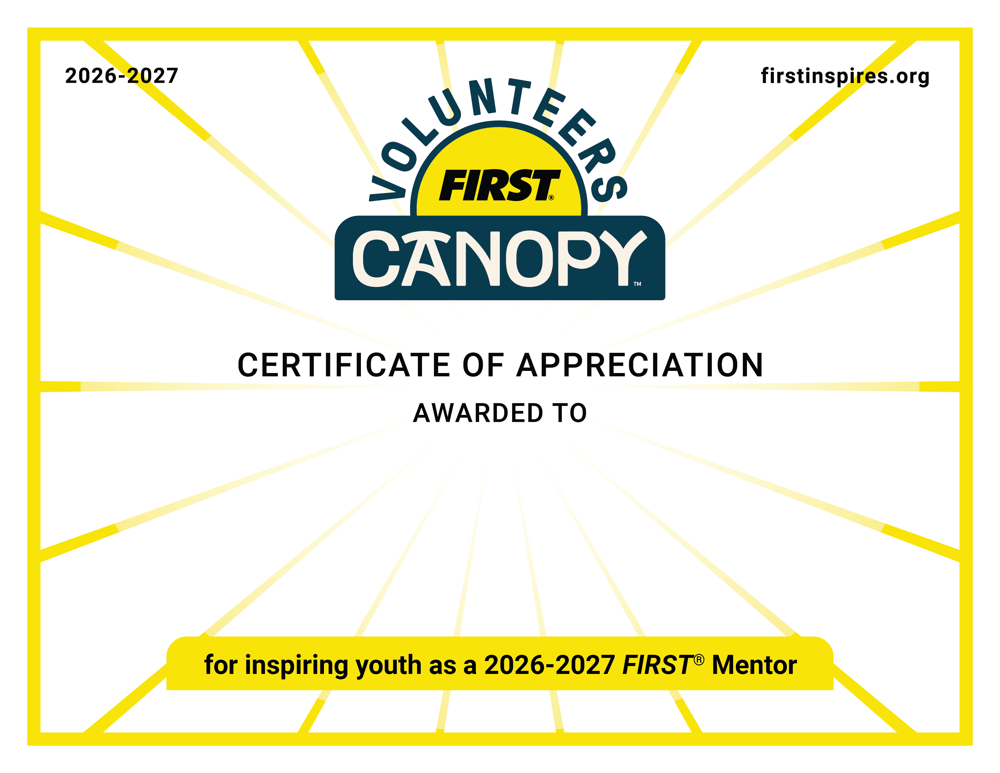 2026-2027
firstinspires.org
VOLUNTEERS
FIRST®
CANOPY™
CERTIFICATE OF APPRECIATION
AWARDED TO
for inspiring youth as a 2026-2027 FIRST® Mentor